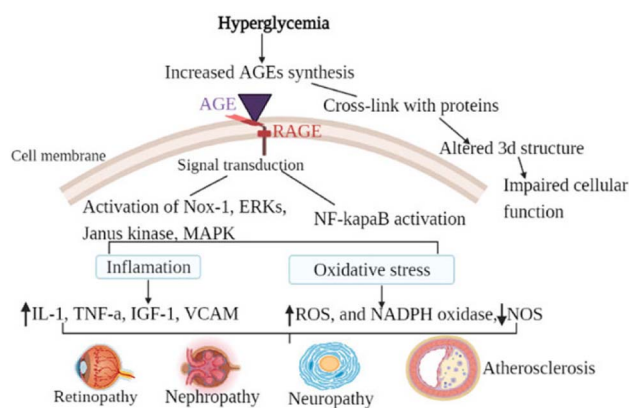 Hyperglycemia
Increased AGEs synthesis
AGE
Cross-link with proteins
RAGE
Cell membrane
Altered 3d structure
Signal transduction
Impaired cellular
function
Activation of Nox-1, ERKs,
Janus kinase, MAPK
NF-kapaB activation
Inflamation
Oxidative stress
IL-1, TNF-a, IGF-1, VCAM
ROS, and NADPH oxidase, NOS
Retinopathy
Nephropathy
Neuropathy
Atherosclerosis